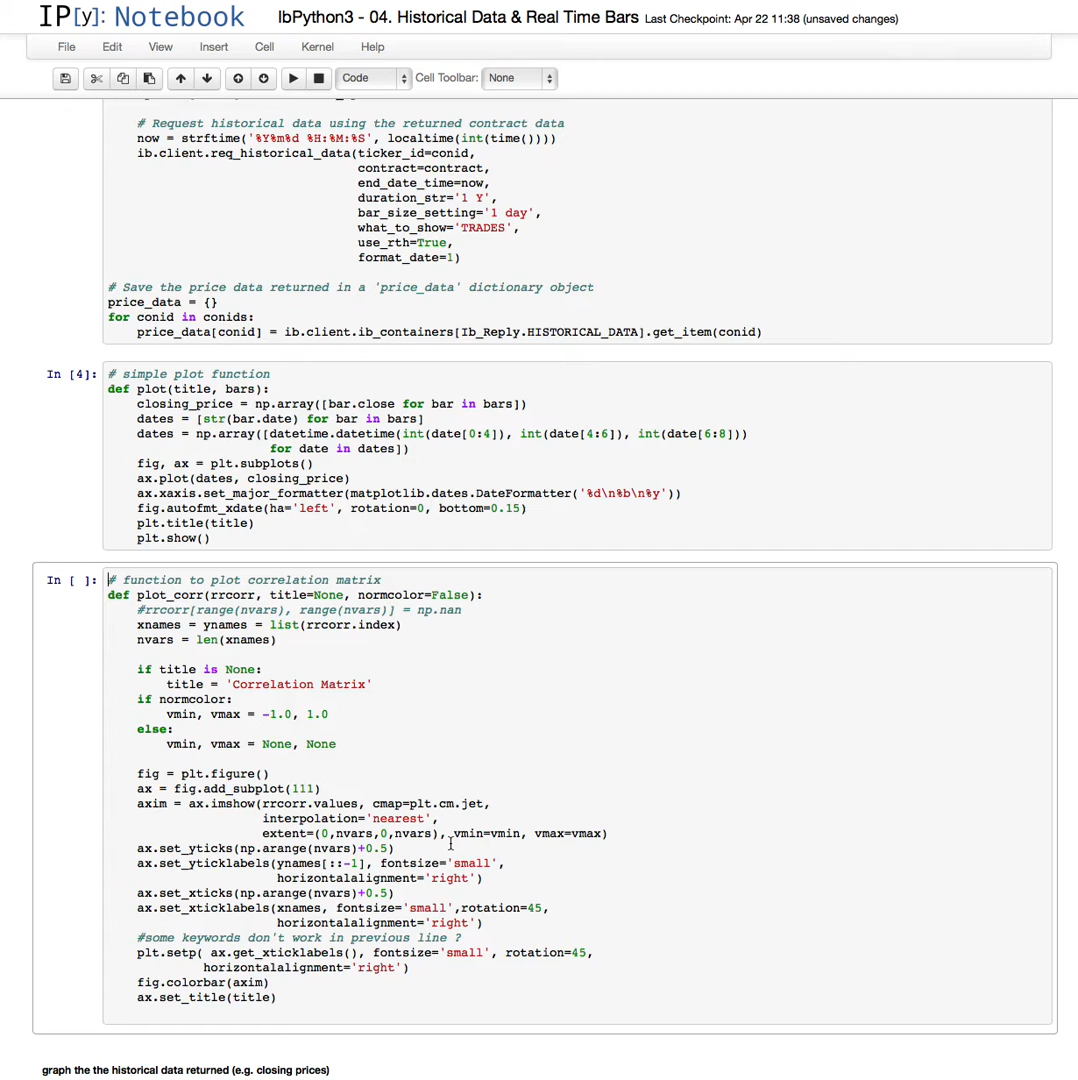 IP[y]: Notebook IbPython3 - 04. Historical Data & Real Time Bars Last Checkpoint: Apr 22 11:38 (unsaved changes)
File Edit View Insert Cell Kernel Help
Code Cell Toolbar: None
# Request historical data using the returned contract data
now = strftime('%Y%m%d %H:%M:%S', localtime(int(time())))
ib.client.req_historical_data(ticker_id=conid,
contract=contract,
end_date_time=now,
duration_str='1 Y',
bar_size_setting='1 day',
what_to_show='TRADES',
use_rth=True,
format_date=1)
# Save the price data returned in a 'price_data' dictionary object
price_data = {}
for conid in conids:
price_data[conid] = ib.client.ib_containers[Ib_Reply.HISTORICAL_DATA].get_item(conid)
In [4]: # simple plot function
def plot(title, bars):
closing_price = np.array([bar.close for bar in bars])
dates = [str(bar.date) for bar in bars]
dates = np.array([datetime.datetime(int(date[0:4]), int(date[4:6]), int(date[6:8]))
for date in dates])
fig, ax = plt.subplots()
ax.plot(dates, closing_price)
ax.xaxis.set_major_formatter(matplotlib.dates.DateFormatter('%d\n%b\n%y'))
fig.autofmt_xdate(ha='left', rotation=0, bottom=0.15)
plt.title(title)
plt.show()
In [ ]: # function to plot correlation matrix
def plot_corr(rrcorr, title=None, normcolor=False):
#rrcorr[range(nvars), range(nvars)] = np.nan
xnames = ynames = list(rrcorr.index)
nvars = len(xnames)
if title is None:
title = 'Correlation Matrix'
if normcolor:
vmin, vmax = -1.0, 1.0
else:
vmin, vmax = None, None
fig = plt.figure()
ax = fig.add_subplot(111)
axim = ax.imshow(rrcorr.values, cmap=plt.cm.jet,
interpolation='nearest',
extent=(0,nvars,0,nvars), vmin=vmin, vmax=vmax)
ax.set_yticks(np.arange(nvars)+0.5)
ax.set_yticklabels(ynames[::-1], fontsize='small',
horizontalalignment='right')
ax.set_xticks(np.arange(nvars)+0.5)
ax.set_xticklabels(xnames, fontsize='small',rotation=45,
horizontalalignment='right')
#some keywords don't work in previous line ?
plt.setp( ax.get_xticklabels(), fontsize='small', rotation=45,
horizontalalignment='right')
fig.colorbar(axim)
ax.set_title(title)
graph the the historical data returned (e.g. closing prices)